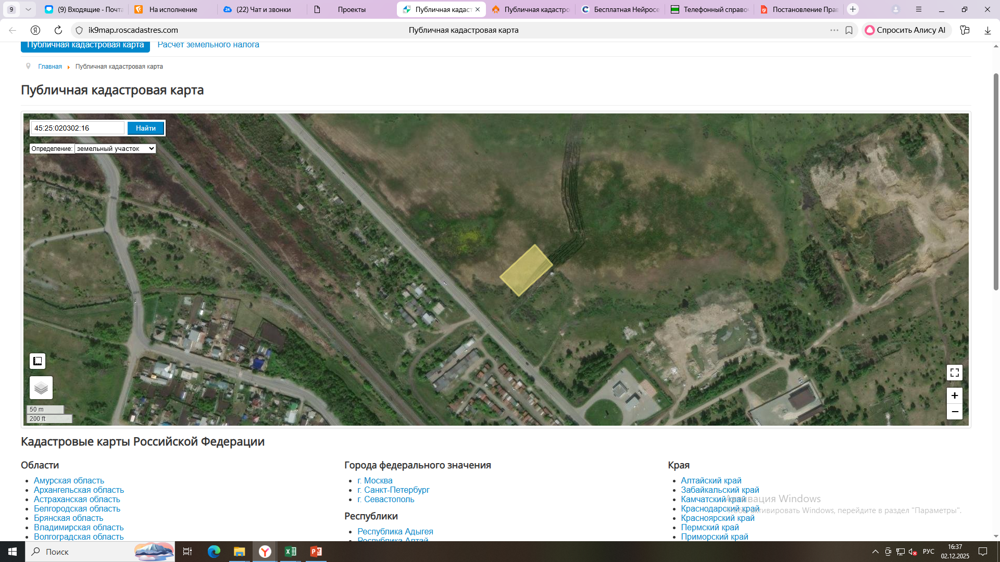 9
(9) Входящие - Почта
На исполнение
24
(22) Чат и звонки
Проекты
Публичная кадаст
Публичная кадастро
Бесплатная Нейросе
Телефонный справо
Постановление Пра
Я
ik9map.roscadastres.com
Публичная кадастровая карта
Спросить Алису AI
Публичная кадастровая карта
Расчет земельного налога
Главная
Публичная кадастровая карта
Публичная кадастровая карта
45:25:020302:16
Найти
Определение:
земельный участок
50 m
200 ft
+
−
Кадастровые карты Российской Федерации
Области
Амурская область
Архангельская область
Астраханская область
Белгородская область
Брянская область
Владимирская область
Волгоградская область
Города федерального значения
г. Москва
г. Санкт-Петербург
г. Севастополь
Республики
Республика Адыгея
Республика Алтай
Края
Алтайский край
Забайкальский край
Камчатский край
Краснодарский край
Красноярский край
Пермский край
Приморский край
Активация Windows
Чтобы активировать Windows, перейдите в раздел "Параметры".
Поиск
РУС
16:37
02.12.2025